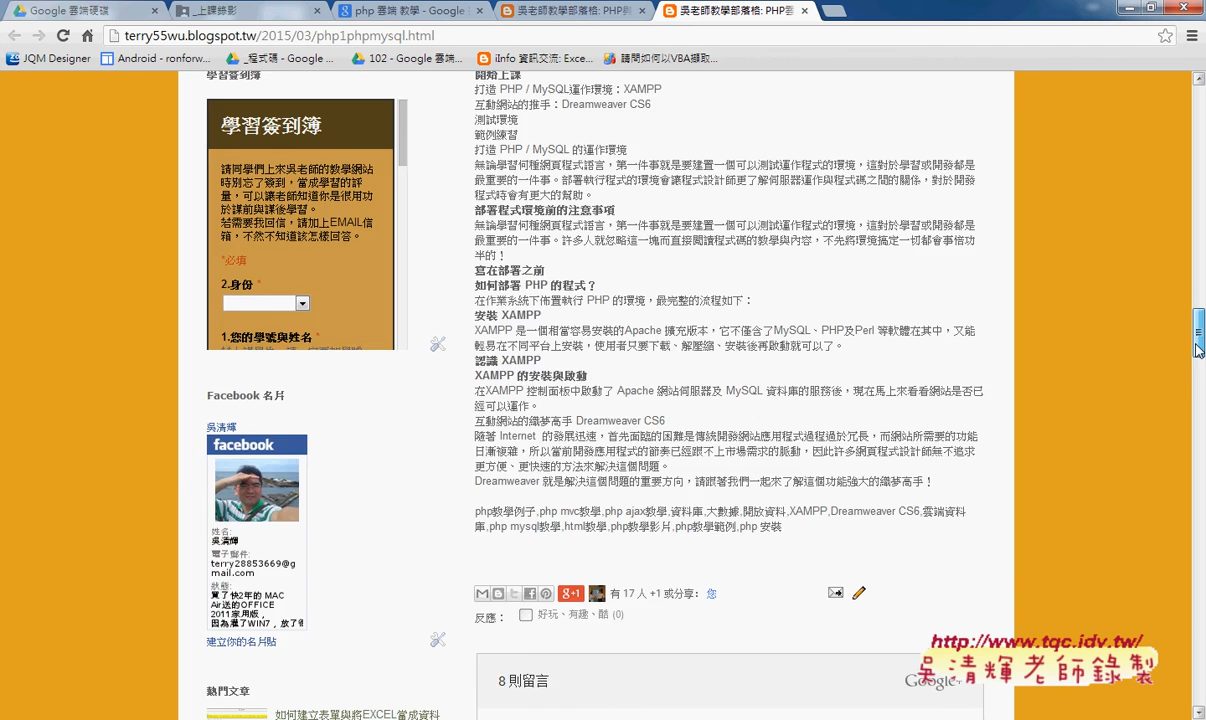 Google 雲端硬碟
_上課錄影
php 雲端 教學 - Google
吳老師教學部落格: PHP
吳老師教學部落格: PHP雲
terry55wu.blogspot.tw/2015/03/php1phpmysql.html
JQM Designer
Android - ronforw...
_程式碼 - Google ...
102 - Google 雲端...
iInfo 資訊交流: Exce...
請問如何以VBA擷取...
學習簽到簿
學習簽到簿
請同學們上來吳老師的教學網站
時別忘了簽到，當成學習的評
量，可以讓老師知道你是很用功
於課前與課後學習。
若需要我回信，請加上EMAIL信
箱，不然不知道該怎樣回答。
*必填
2.身份 *
1.您的學號與姓名 *
Facebook 名片
吳清輝
facebook
姓名:
吳清輝
電子郵件:
terry28853669@g
mail.com
狀態:
買了快2年的 MAC
Air送的OFFICE
2011家用版，
因為灌了WIN7，放了
建立你的名片貼
熱門文章
如何建立表單與將EXCEL當成資料
開始上課
打造 PHP / MySQL運作環境：XAMPP
互動網站的推手：Dreamweaver CS6
測試環境
範例練習
打造 PHP / MySQL 的運作環境
無論學習何種網頁程式語言，第一件事就是要建置一個可以測試運作程式的環境，這對於學習或開發都是
最重要的一件事。部署執行程式的環境會讓程式設計師更了解伺服器運作與程式碼之間的關係，對於開發
程式時會有更大的幫助。
部署程式環境前的注意事項
無論學習何種網頁程式語言，第一件事就是要建置一個可以測試運作程式的環境，這對於學習或開發都是
最重要的一件事。許多人就忽略這一塊而直接閱讀程式碼的教學與內容，不先將環境搞定一切都會事倍功
半的！
寫在部署之前
如何部署 PHP 的程式？
在作業系統下佈置執行 PHP 的環境，最完整的流程如下：
安裝 XAMPP
XAMPP 是一個相當容易安裝的Apache 擴充版本，它不僅含了MySQL、PHP及Perl 等軟體在其中，又能
輕易在不同平台上安裝，使用者只要下載、解壓縮、安裝後再啟動就可以了。
認識 XAMPP
XAMPP 的安裝與啟動
在XAMPP 控制面板中啟動了 Apache 網站伺服器及 MySQL 資料庫的服務後，現在馬上來看看網站是否已
經可以運作。
互動網站的織夢高手 Dreamweaver CS6
隨著 Internet 的發展迅速，首先面臨的困難是傳統開發網站應用程式過程過於冗長，而網站所需要的功能
日漸複雜，所以當前開發應用程式的節奏已經跟不上市場需求的脈動，因此許多網頁程式設計師無不追求
更方便、更快速的方法來解決這個問題。
Dreamweaver 就是解決這個問題的重要方向，請跟著我們一起來了解這個功能強大的織夢高手！
php教學例子,php mvc教學,php ajax教學,資料庫,大數據,開放資料,XAMPP,Dreamweaver CS6,雲端資料
庫,php mysql教學,html教學,php教學影片,php教學範例,php 安裝
g+1
有 17 人 +1 或分享： 您
反應：
好玩、有趣、酷 (0)
8 則留言
Google+
http://www.tqc.idv.tw/
吳清輝老師錄製